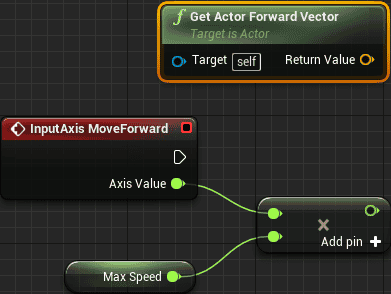 Get Actor Forward Vector
Target is Actor
Target self Return Value
InputAxis MoveForward
Axis Value
Add pin
Max Speed